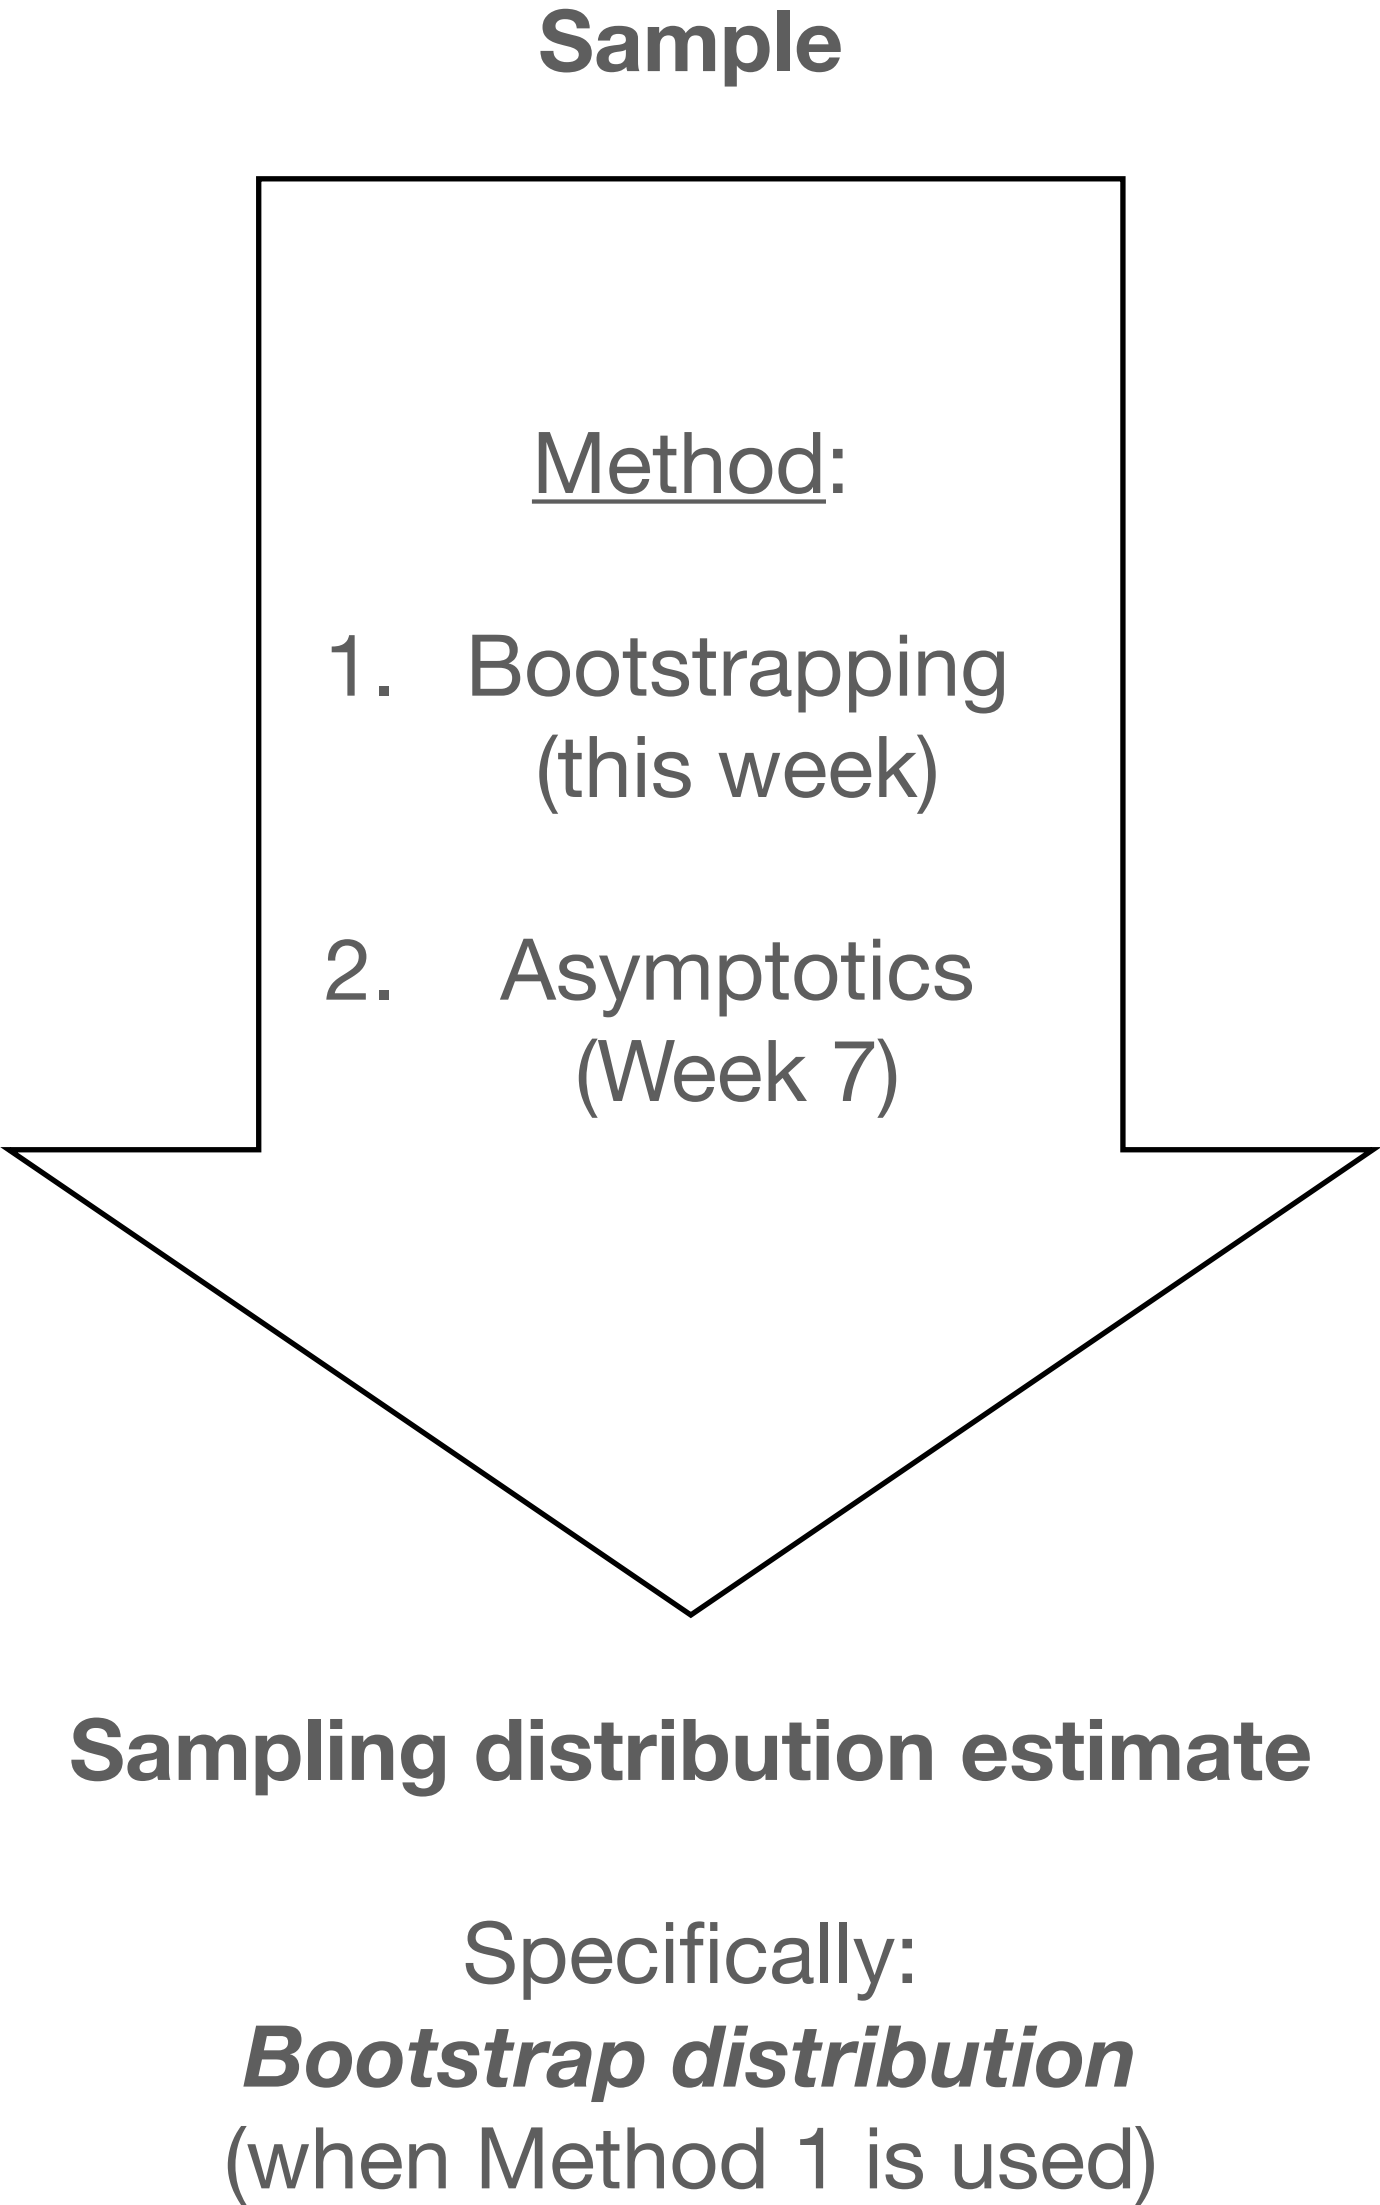 Sample
Method:
1. Bootstrapping
(this week)
2. Asymptotics
(Week 7)
Sampling distribution estimate
Specifically:
Bootstrap distribution
(when Method 1 is used)